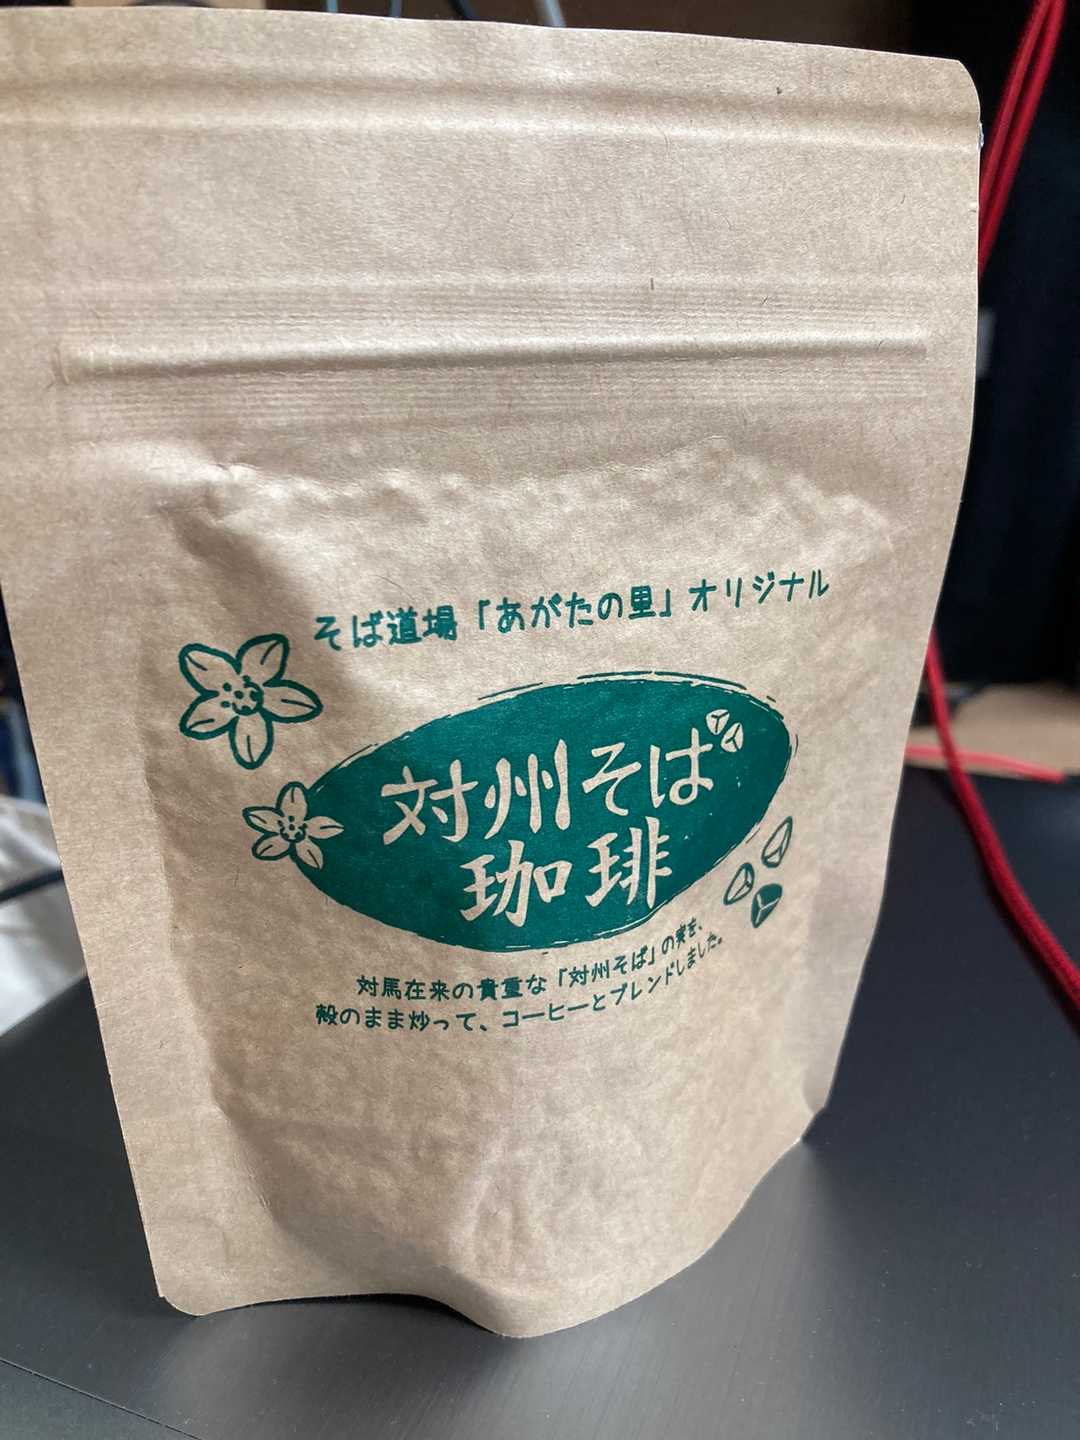 そば道場「あがたの里」オリジナル
対州そば
珈琲
対馬在来の貴重な「対州そば」の実を、
殻のまま炒って、コーヒーとブレンドしました。